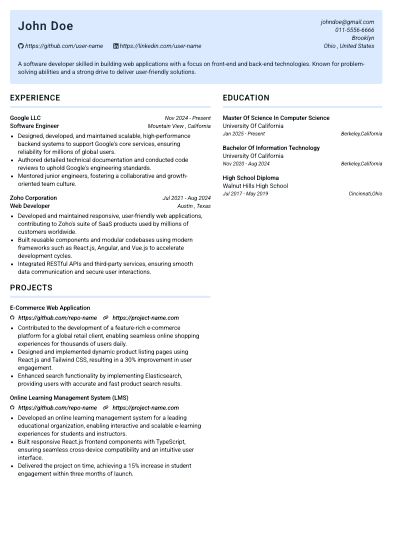 John Doe
https://github.com/user-name
https://linkedin.com/username
johndoe@gmail.com
011-5556-6666
Brooklyn
Ohio , United States
A software developer skilled in building web applications with a focus on front-end and back-end technologies. Known for problem-
solving abilities and a strong drive to deliver user-friendly solutions.
EXPERIENCE
Google LLC
Nov 2024 - Present
Software Engineer
Mountain View , California
Designed, developed, and maintained scalable, high-performance
backend systems to support Google's core services, ensuring
reliability for millions of global users.
Authored detailed technical documentation and conducted code
reviews to uphold Google's engineering standards.
Mentored junior engineers, fostering a collaborative and growth-
oriented team culture.
Zoho Corporation
Jul 2021 - Aug 2024
Web Developer
Austin , Texas
Developed and maintained responsive, user-friendly web applications,
contributing to Zoho's suite of SaaS products used by millions of
customers worldwide.
Built reusable components and modular codebases using modern
frameworks such as React.js, Angular, and Vue.js to accelerate
development cycles.
Integrated RESTful APIs and third-party services, ensuring smooth
data communication and secure user interactions.
PROJECTS
E-Commerce Web Application
https://github.com/repo-name
https://project-name.com
Contributed to the development of a feature-rich e-commerce
platform for a global retail client, enabling seamless online shopping
experiences for thousands of users daily.
Designed and implemented dynamic product listing pages using
React.js and Tailwind CSS, resulting in a 30% improvement in user
engagement.
Enhanced search functionality by implementing Elasticsearch,
providing users with accurate and fast product search results.
Online Learning Management System (LMS)
https://github.com/repo-name
https://project-name.com
Developed an online learning management system for a leading
educational organization, enabling interactive and scalable e-learning
experiences for students and instructors.
Built responsive React.js frontend components with TypeScript,
ensuring seamless cross-device compatibility and an intuitive user
interface.
Delivered the project on time, achieving a 15% increase in student
engagement within three months of launch.
EDUCATION
Master Of Science In Computer Science
University Of California
Jan 2025 - Present
Berkeley,California
Bachelor Of Information Technology
University Of California
Nov 2020 - Aug 2024
Berkeley,California
High School Diploma
Walnut Hills High School
Jul 2017 - May 2019
Cincinnati,Ohio